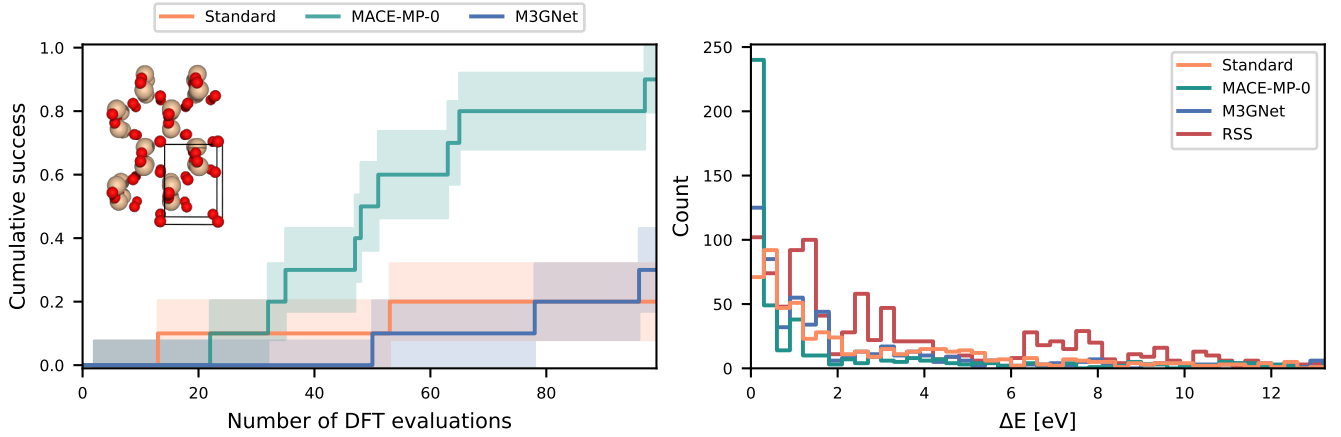 Standard MACE-MP-0 M3GNet
1.0
0.8
0.6
0.4
0.2
0.0
Cumulative success
0 20 40 60 80
Number of DFT evaluations
250
200
150
100
50
0
Count
Standard
MACE-MP-0
M3GNet
RSS
0 2 4 6 8 10 12
ΔE [eV]